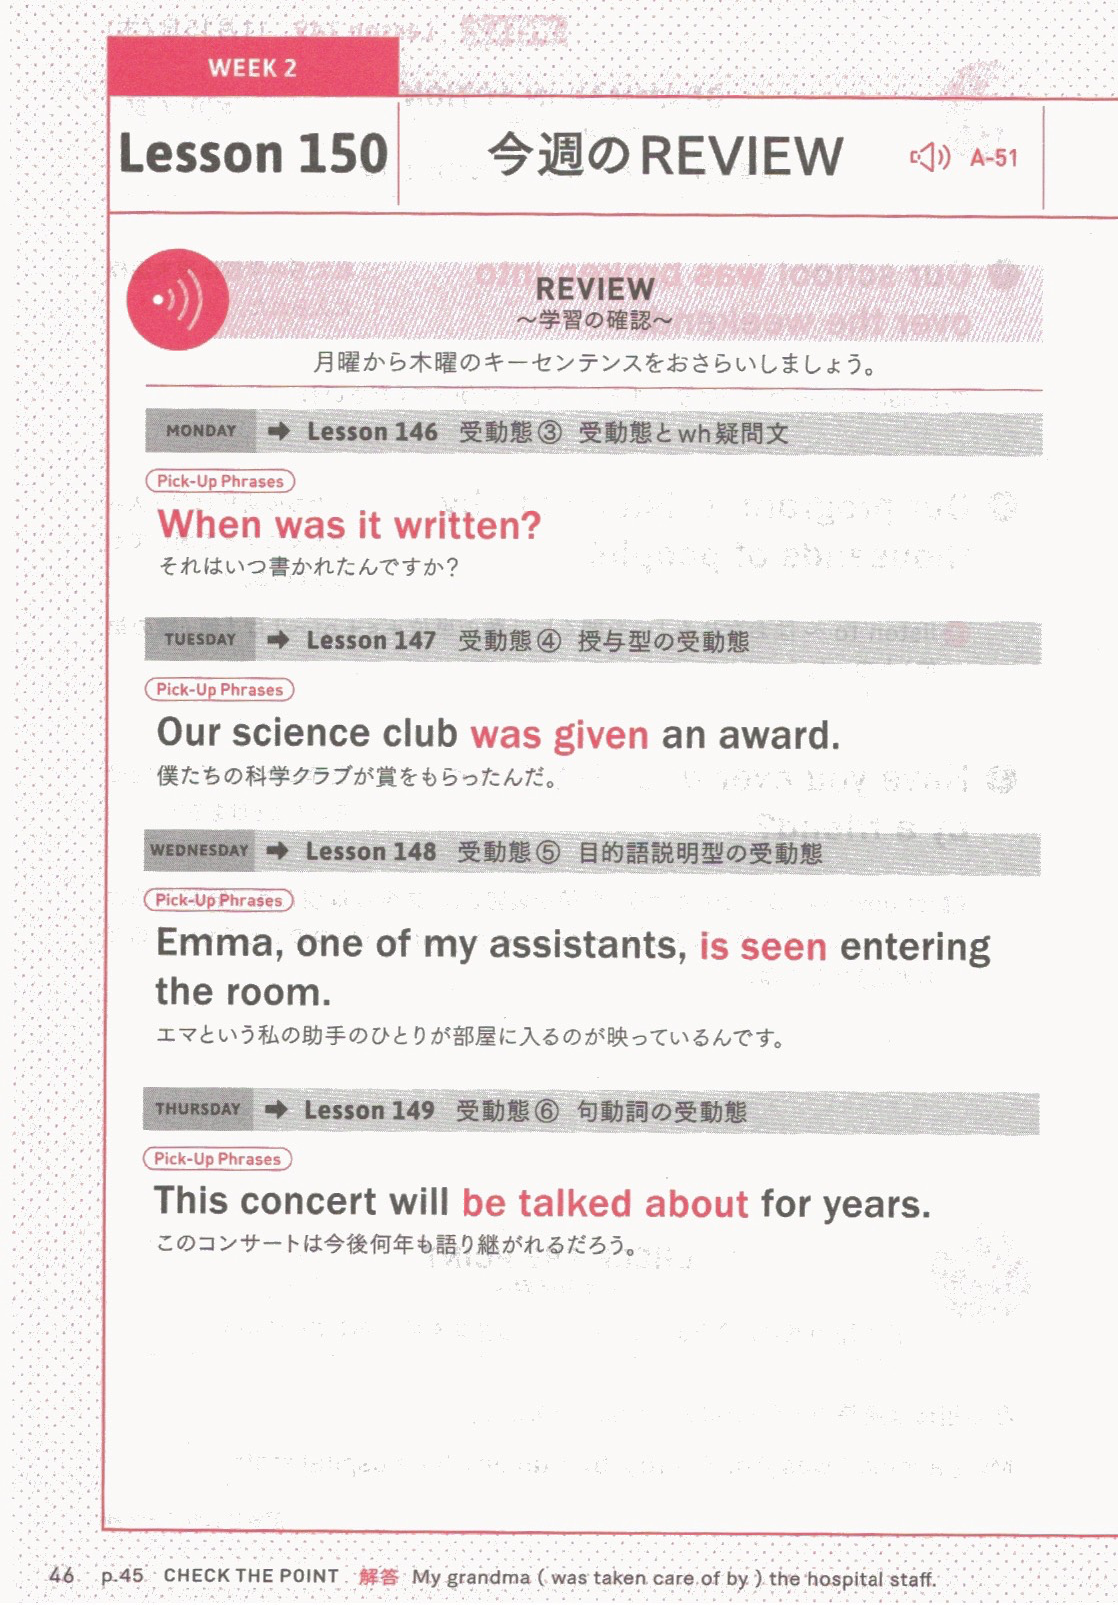 WEEK 2
Lesson 150
今週のREVIEW
A-51
REVIEW
～学習の確認～
月曜から木曜のキーセンテンスをおさらいしましょう。
MONDAY ➡ Lesson 146 受動態③ 受動態とwh疑問文
Pick-Up Phrases
When was it written?
それはいつ書かれたんですか？
TUESDAY ➡ Lesson 147 受動態④ 授与型の受動態
Pick-Up Phrases
Our science club was given an award.
僕たちの科学クラブが賞をもらったんだ。
WEDNESDAY ➡ Lesson 148 受動態⑤ 目的語説明型の受動態
Pick-Up Phrases
Emma, one of my assistants, is seen entering
the room.
エマという私の助手のひとりが部屋に入るのが映っているんです。
THURSDAY ➡ Lesson 149 受動態⑥ 句動詞の受動態
Pick-Up Phrases
This concert will be talked about for years.
このコンサートは今後何年も語り継がれるだろう。
46 p.45 CHECK THE POINT 解答 My grandma ( was taken care of by ) the hospital staff.